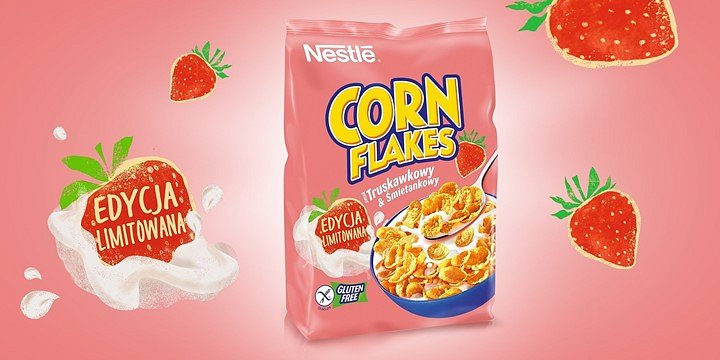 EDYCJA
LIMITOWANA
Nestlé
CORN
FLAKES
Truskawkowy
& Śmietankowy
EDYCJA
LIMITOWANA
GLUTEN
FREE